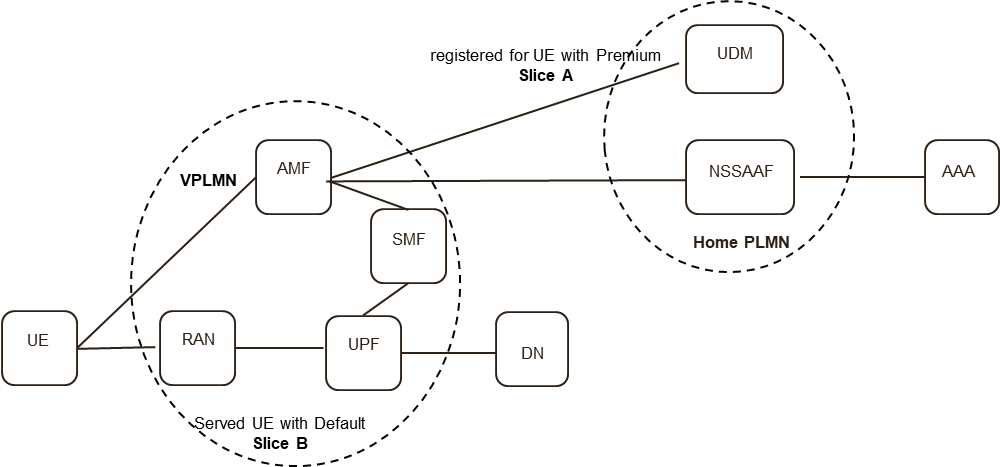 registered for UE with Premium
Slice A
UDM
VPLMN
AMF
NSSAAF
AAA
SMF
Home PLMN
UE
RAN
UPF
DN
Served UE with Default
Slice B